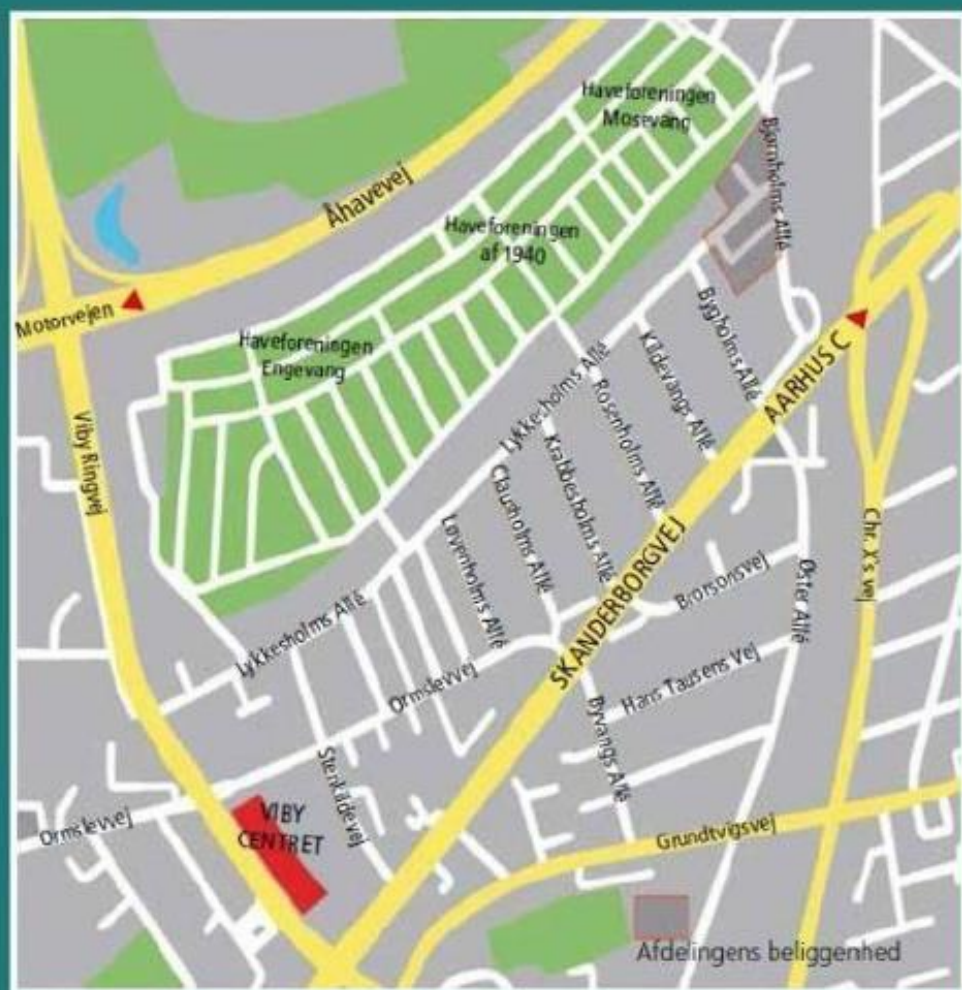 Haveforeningen
Mosevang
Bjørnholms Allé
Åhavevej
Haveforeningen
af 1940
Motorvejen
Haveforeningen
Engevang
Bygholms Allé
Kildevangs Allé
AARHUS C
Viby Ringvej
Lykkesholms Allé
Rosenholms Allé
Krabbesholms Allé
Clausholms Allé
Løvenholms Allé
Chr. X's vej
SKANDERBORGVEJ
Brorsonsvej
Øster Allé
Lykkesholms Allé
Ormslevvej
Hans Tausens Vej
Byvangs Allé
Stenkildevej
Ormslevvej
VIBY
CENTRET
Grundtvigsvej
Afdelingens beliggenhed